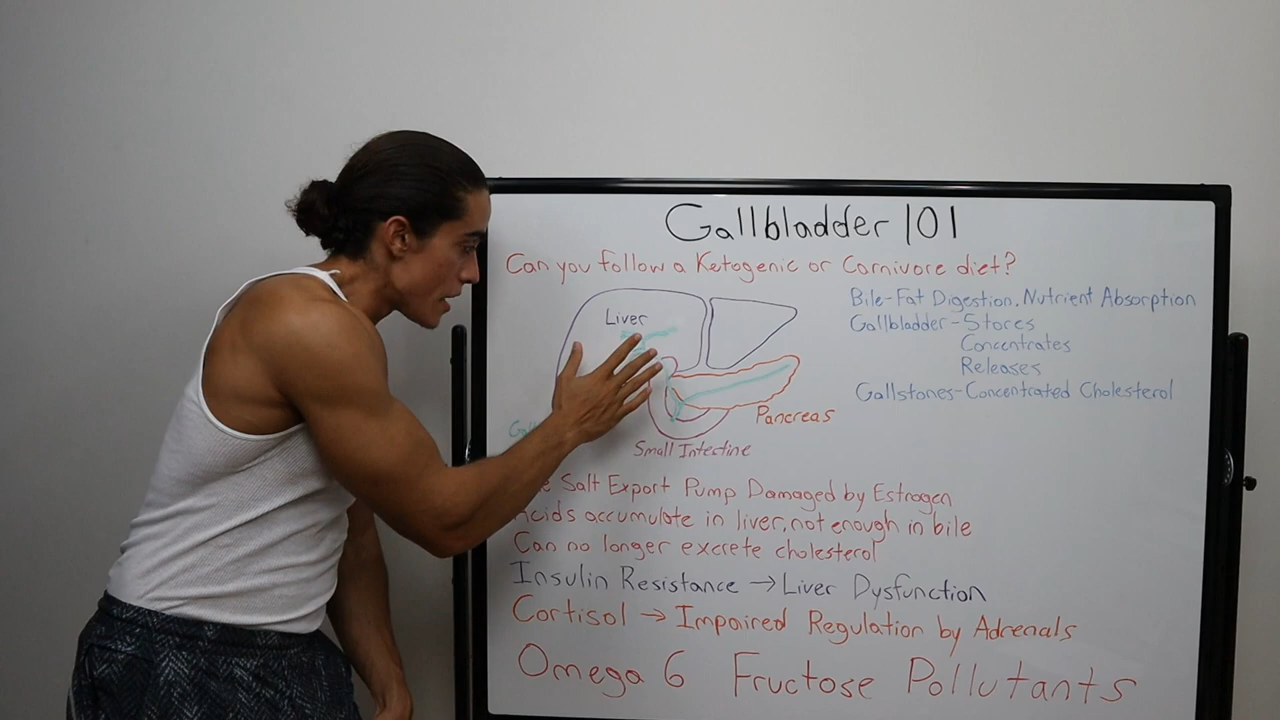 Gallbladder 101
Can you follow a Ketogenic or Carnivore diet?
Liver
Pancreas
Small Intestine
Bile-Fat Digestion, Nutrient Absorption
Gallbladder-Stores
Concentrates
Releases
Gallstones-Concentrated Cholesterol
Salt Export Pump Damaged by Estrogen
accumulate in liver, not enough in bile
Can no longer excrete cholesterol
Insulin Resistance → Liver Dysfunction
Cortisol → Impaired Regulation by Adrenals
Omega 6 Fructose Pollutants